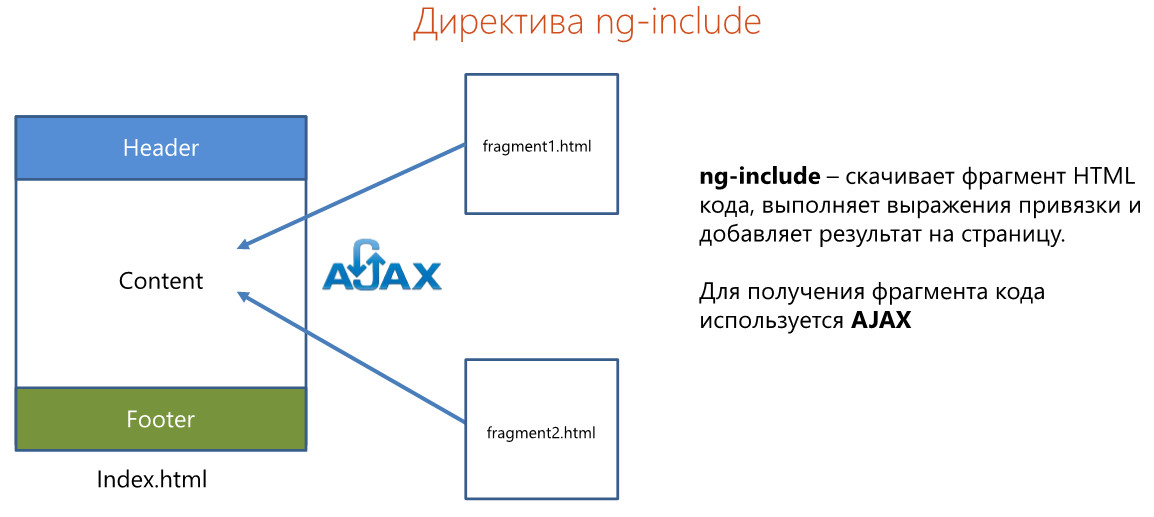 Директива ng-include
Header
Content
Footer
Index.html
fragment1.html
AJAX
fragment2.html
ng-include – скачивает фрагмент HTML
кода, выполняет выражения привязки и
добавляет результат на страницу.
Для получения фрагмента кода
используется AJAX